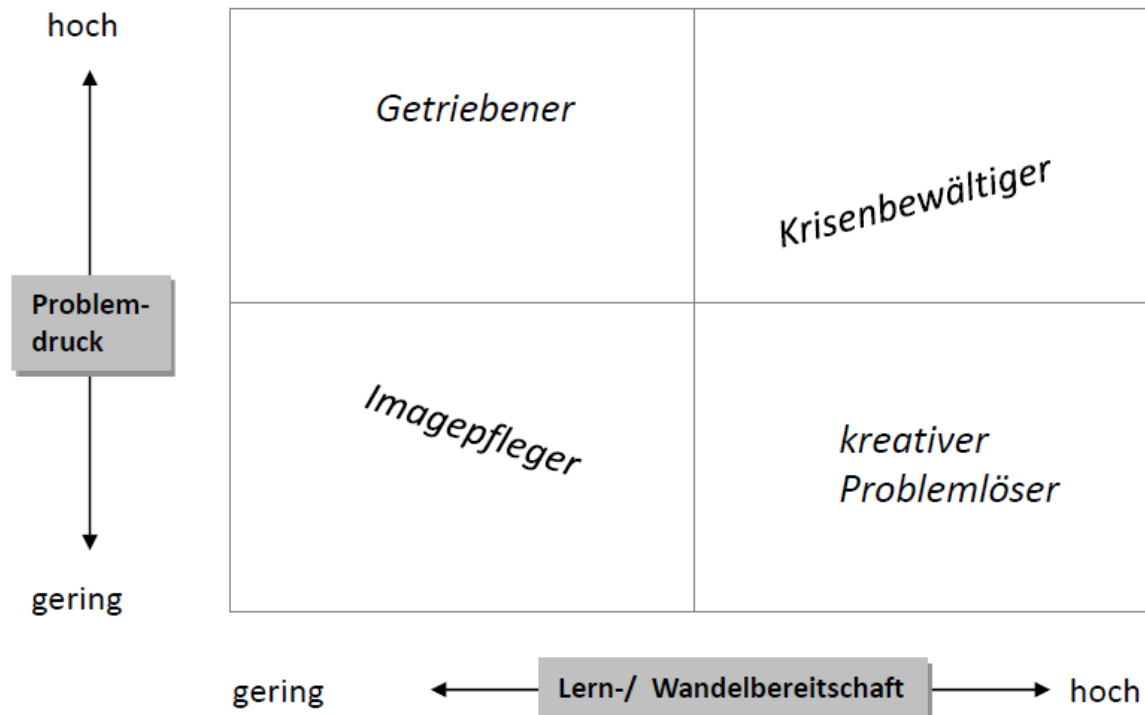 hoch
Getriebener
Krisenbewältiger
Problem-
druck
Imagepfleger
kreativer
Problemlöser
gering
gering
Lern-/ Wandelbereitschaft
hoch